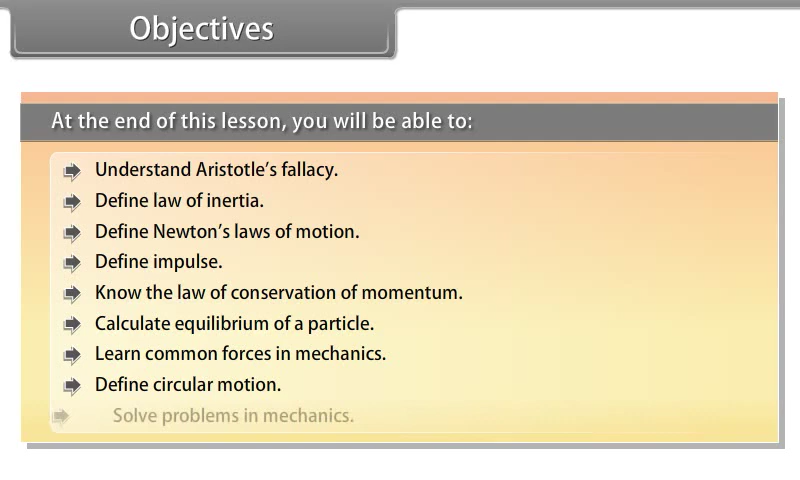 Objectives
At the end of this lesson, you will be able to:
Understand Aristotle's fallacy.
Define law of inertia.
Define Newton's laws of motion.
Define impulse.
Know the law of conservation of momentum.
Calculate equilibrium of a particle.
Learn common forces in mechanics.
Define circular motion.
Solve problems in mechanics.